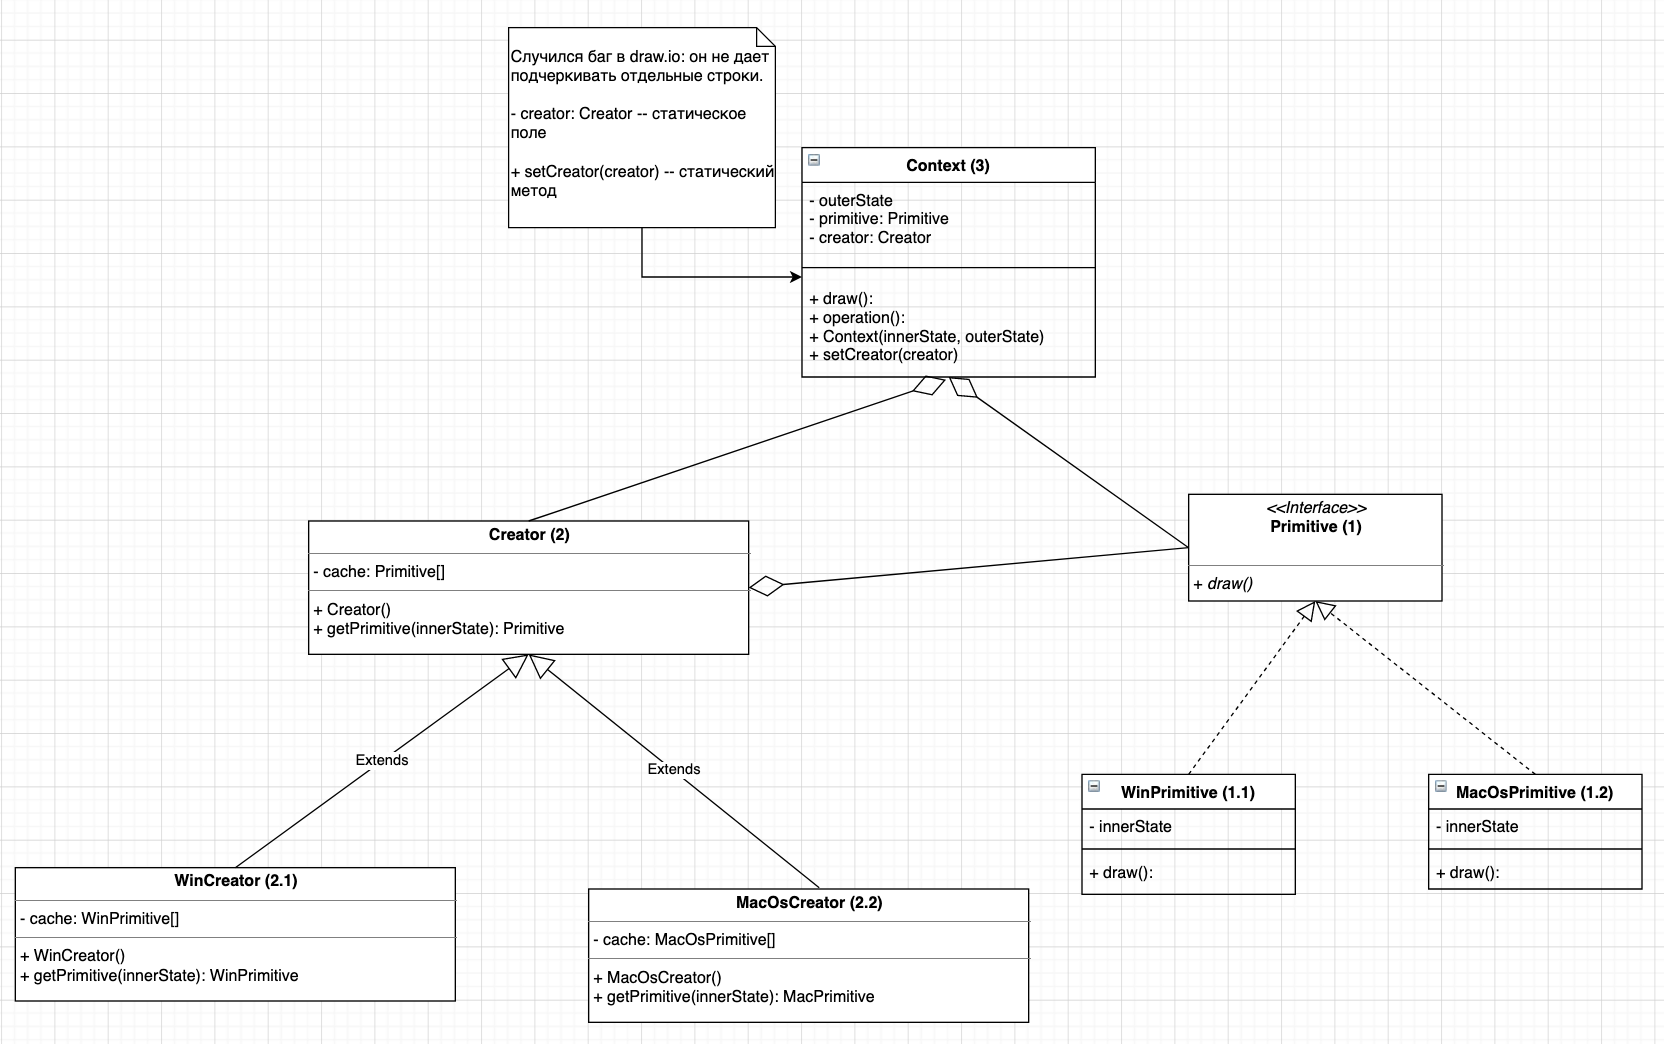 Случился баг в draw.io: он не дает
подчеркивать отдельные строки.
- creator: Creator -- статическое
поле
+ setCreator(creator) -- статический
метод
Context (3)
- outerState
- primitive: Primitive
- creator: Creator
+ draw():
+ operation():
+ Context(innerState, outerState)
+ setCreator(creator)
Creator (2)
- cache: Primitive[]
+ Creator()
+ getPrimitive(innerState): Primitive
<<Interface>>
Primitive (1)
+ draw()
Extends
Extends
WinPrimitive (1.1)
- innerState
+ draw():
MacOsPrimitive (1.2)
- innerState
+ draw():
WinCreator (2.1)
- cache: WinPrimitive[]
+ WinCreator()
+ getPrimitive(innerState): WinPrimitive
MacOsCreator (2.2)
- cache: MacOsPrimitive[]
+ MacOsCreator()
+ getPrimitive(innerState): MacPrimitive